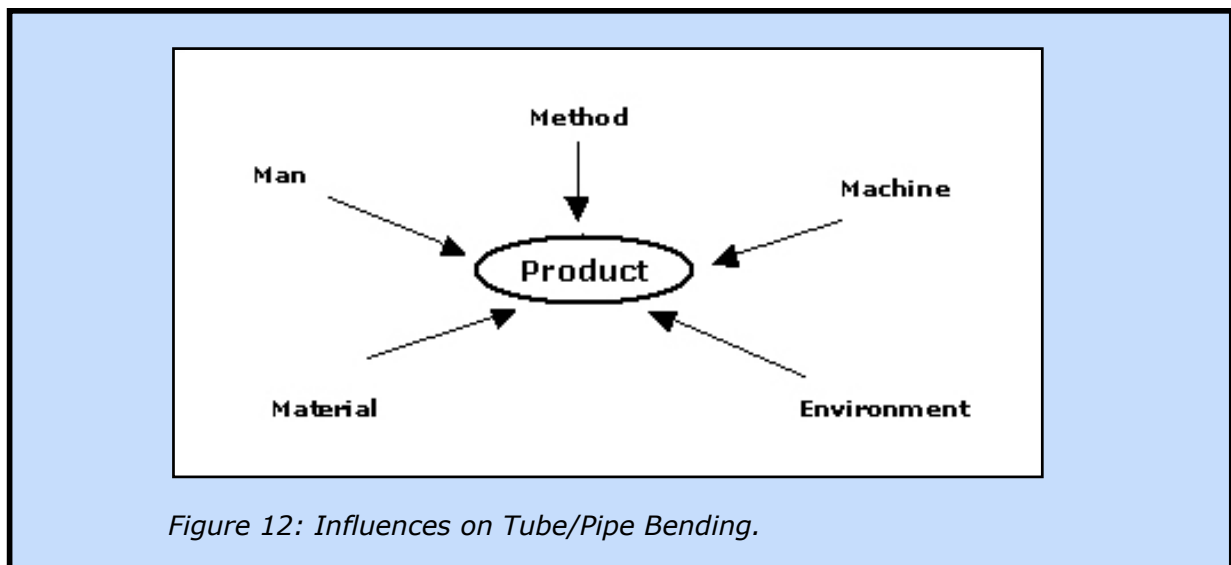 Method
Man
Machine
Product
Material
Environment
Figure 12: Influences on Tube/Pipe Bending.